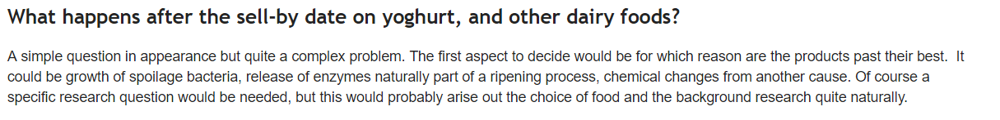 What happens after the sell-by date on yoghurt, and other dairy foods?
A simple question in appearance but quite a complex problem. The first aspect to decide would be for which reason are the products past their best.  It
could be growth of spoilage bacteria, release of enzymes naturally part of a ripening process, chemical changes from another cause. Of course a
specific research question would be needed, but this would probably arise out the choice of food and the background research quite naturally.